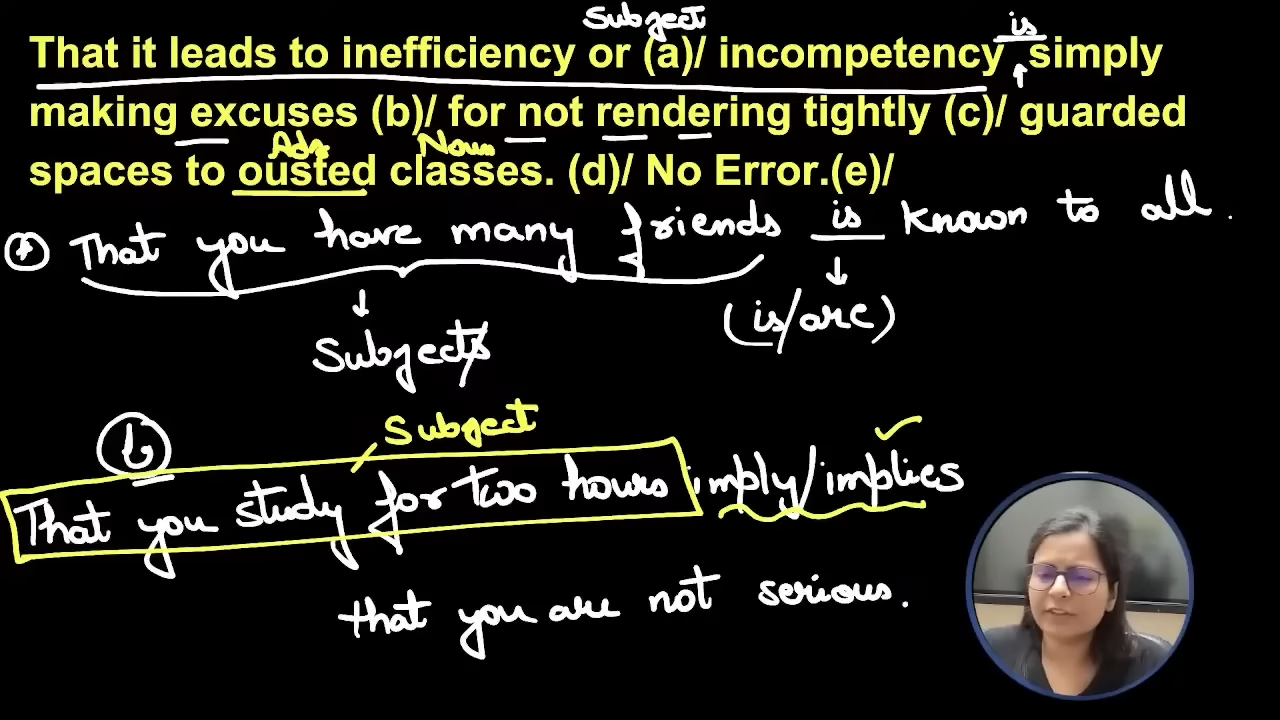 Subject
is
That it leads to inefficiency or (a)/ incompetency simply
making excuses (b)/ for not rendering tightly (c)/ guarded
Adj Noun
spaces to ousted classes. (d)/ No Error.(e)/
That you have many friends is known to all.
(is/are)
Subjects
b
Subject
That you study for two hours imply/implies
that you are not serious.